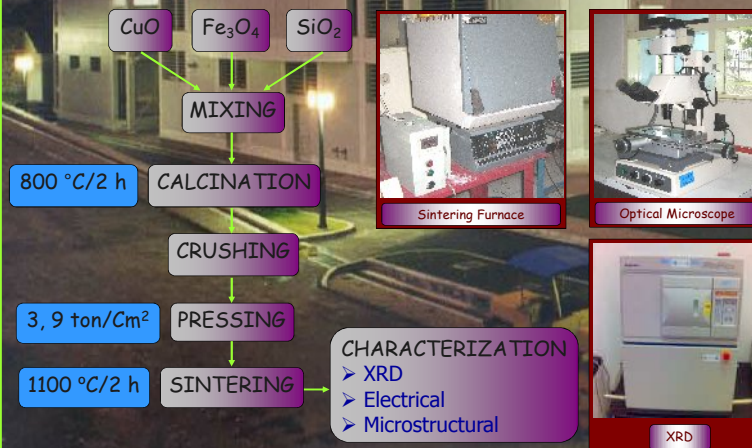 CuO Fe₃O₄ SiO₂
MIXING
800 °C/2 h CALCINATION
CRUSHING
3, 9 ton/Cm² PRESSING
1100 °C/2 h SINTERING
CHARACTERIZATION
➢ XRD
➢ Electrical
➢ Microstructural
Sintering Furnace
Optical Microscope
XRD